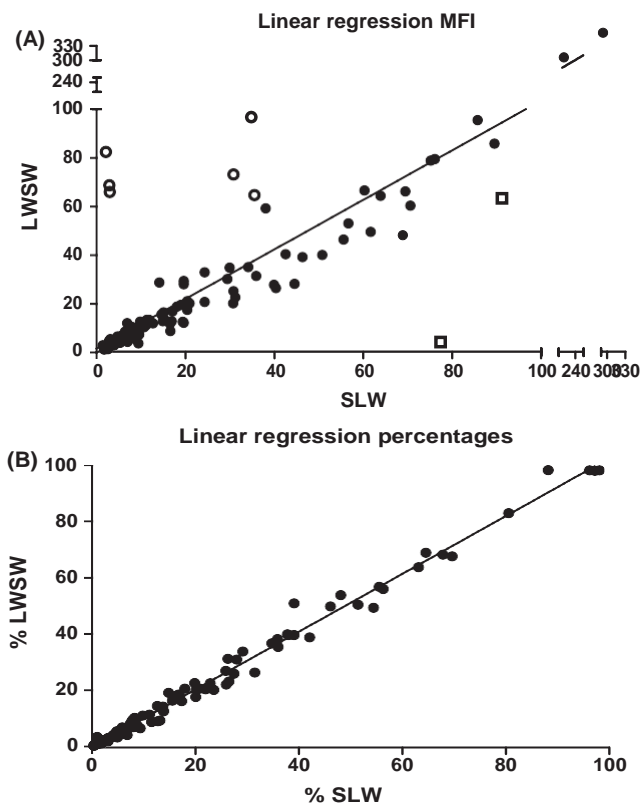 Linear regression MFI
(A)
330
300
240
100
80
60
40
20
0
LWSW
0 20 40 60 80 100 240 300 330
SLW
Linear regression percentages
(B)
100
80
60
40
20
0
% LWSW
0 20 40 60 80 100
% SLW